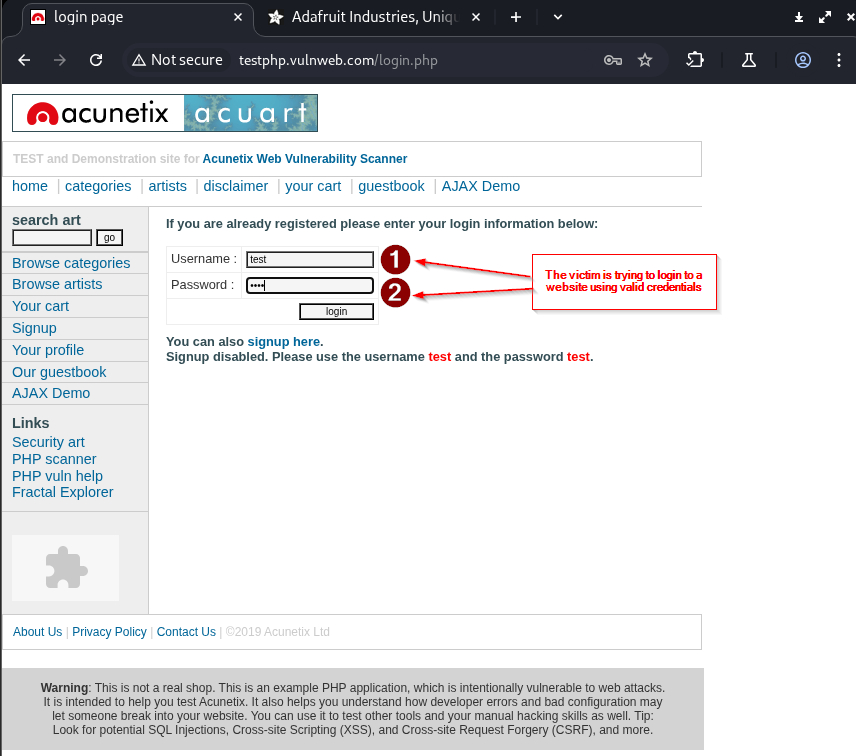 login page
Adafruit Industries, Uniqu
Not secure testphp.vulnweb.com/login.php
acunetix acuart
TEST and Demonstration site for Acunetix Web Vulnerability Scanner
home | categories | artists | disclaimer | your cart | guestbook | AJAX Demo
search art
go
Browse categories
Browse artists
Your cart
Signup
Your profile
Our guestbook
AJAX Demo
Links
Security art
PHP scanner
PHP vuln help
Fractal Explorer
If you are already registered please enter your login information below:
Username : test 1
Password : •••• 2
login
The victim is trying to login to a
website using valid credentials
You can also signup here.
Signup disabled. Please use the username test and the password test.
About Us | Privacy Policy | Contact Us | ©2019 Acunetix Ltd
Warning: This is not a real shop. This is an example PHP application, which is intentionally vulnerable to web attacks.
It is intended to help you test Acunetix. It also helps you understand how developer errors and bad configuration may
let someone break into your website. You can use it to test other tools and your manual hacking skills as well. Tip:
Look for potential SQL Injections, Cross-site Scripting (XSS), and Cross-site Request Forgery (CSRF), and more.